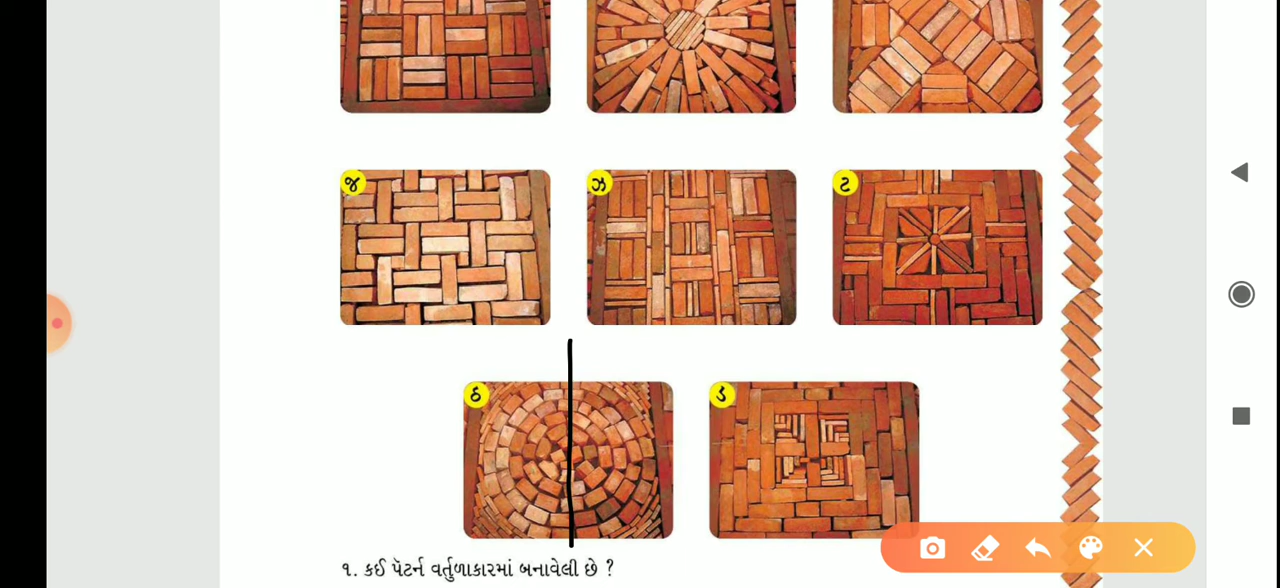 જ
ઝ
ટ
ઠ
ડ
૧. કઈ પૅટર્ન વર્તુળાકારમાં બનાવેલી છે ?